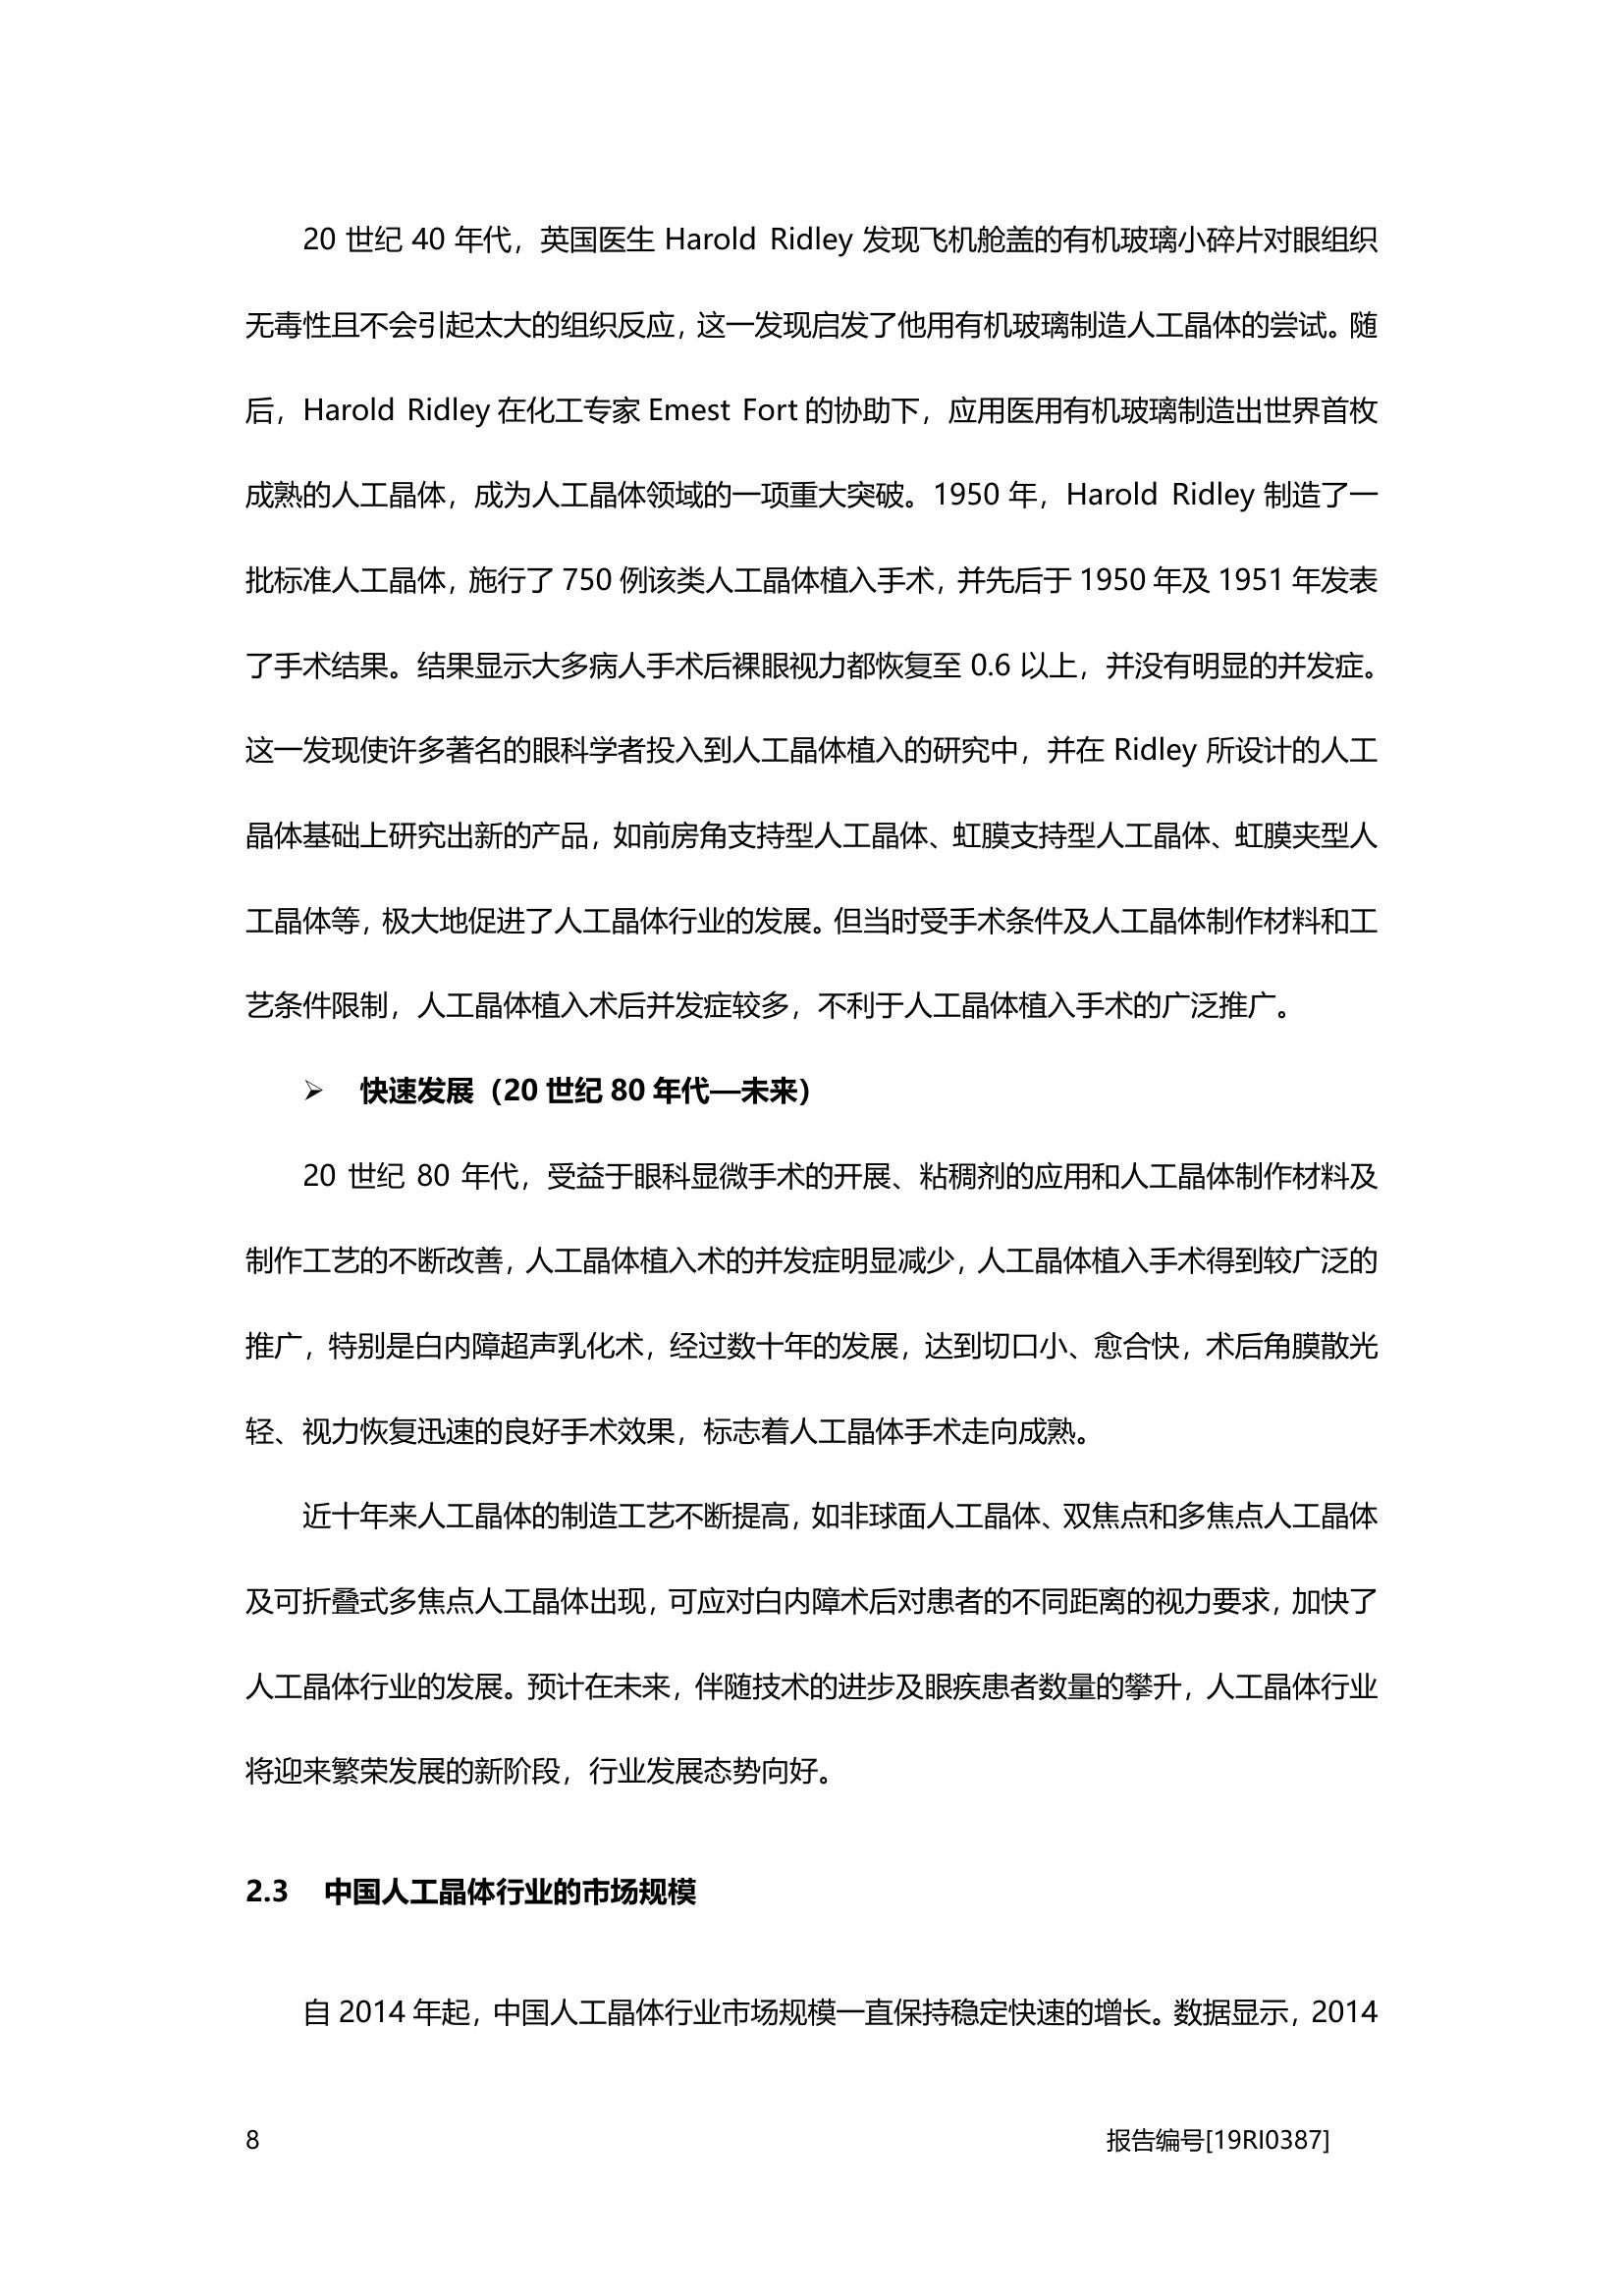 20 世纪 40 年代，英国医生 Harold Ridley 发现飞机舱盖的有机玻璃小碎片对眼组织
无毒性且不会引起太大的组织反应，这一发现启发了他用有机玻璃制造人工晶体的尝试。随
后，Harold Ridley 在化工专家 Emest Fort 的协助下，应用医用有机玻璃制造出世界首枚
成熟的人工晶体，成为人工晶体领域的一项重大突破。1950 年，Harold Ridley 制造了一
批标准人工晶体，施行了 750 例该类人工晶体植入手术，并先后于 1950 年及 1951 年发表
了手术结果。结果显示大多病人手术后裸眼视力都恢复至 0.6 以上，并没有明显的并发症。
这一发现使许多著名的眼科学者投入到人工晶体植入的研究中，并在 Ridley 所设计的人工
晶体基础上研究出新的产品，如前房角支持型人工晶体、虹膜支持型人工晶体、虹膜夹型人
工晶体等，极大地促进了人工晶体行业的发展。但当时受手术条件及人工晶体制作材料和工
艺条件限制，人工晶体植入术后并发症较多，不利于人工晶体植入手术的广泛推广。
➢ 快速发展（20 世纪 80 年代—未来）
20 世纪 80 年代，受益于眼科显微手术的开展、粘稠剂的应用和人工晶体制作材料及
制作工艺的不断改善，人工晶体植入术的并发症明显减少，人工晶体植入手术得到较广泛的
推广，特别是白内障超声乳化术，经过数十年的发展，达到切口小、愈合快，术后角膜散光
轻、视力恢复迅速的良好手术效果，标志着人工晶体手术走向成熟。
近十年来人工晶体的制造工艺不断提高，如非球面人工晶体、双焦点和多焦点人工晶体
及可折叠式多焦点人工晶体出现，可应对白内障术后对患者的不同距离的视力要求，加快了
人工晶体行业的发展。预计在未来，伴随技术的进步及眼疾患者数量的攀升，人工晶体行业
将迎来繁荣发展的新阶段，行业发展态势向好。
2.3 中国人工晶体行业的市场规模
自 2014 年起，中国人工晶体行业市场规模一直保持稳定快速的增长。数据显示，2014
8 报告编号[19RI0387]